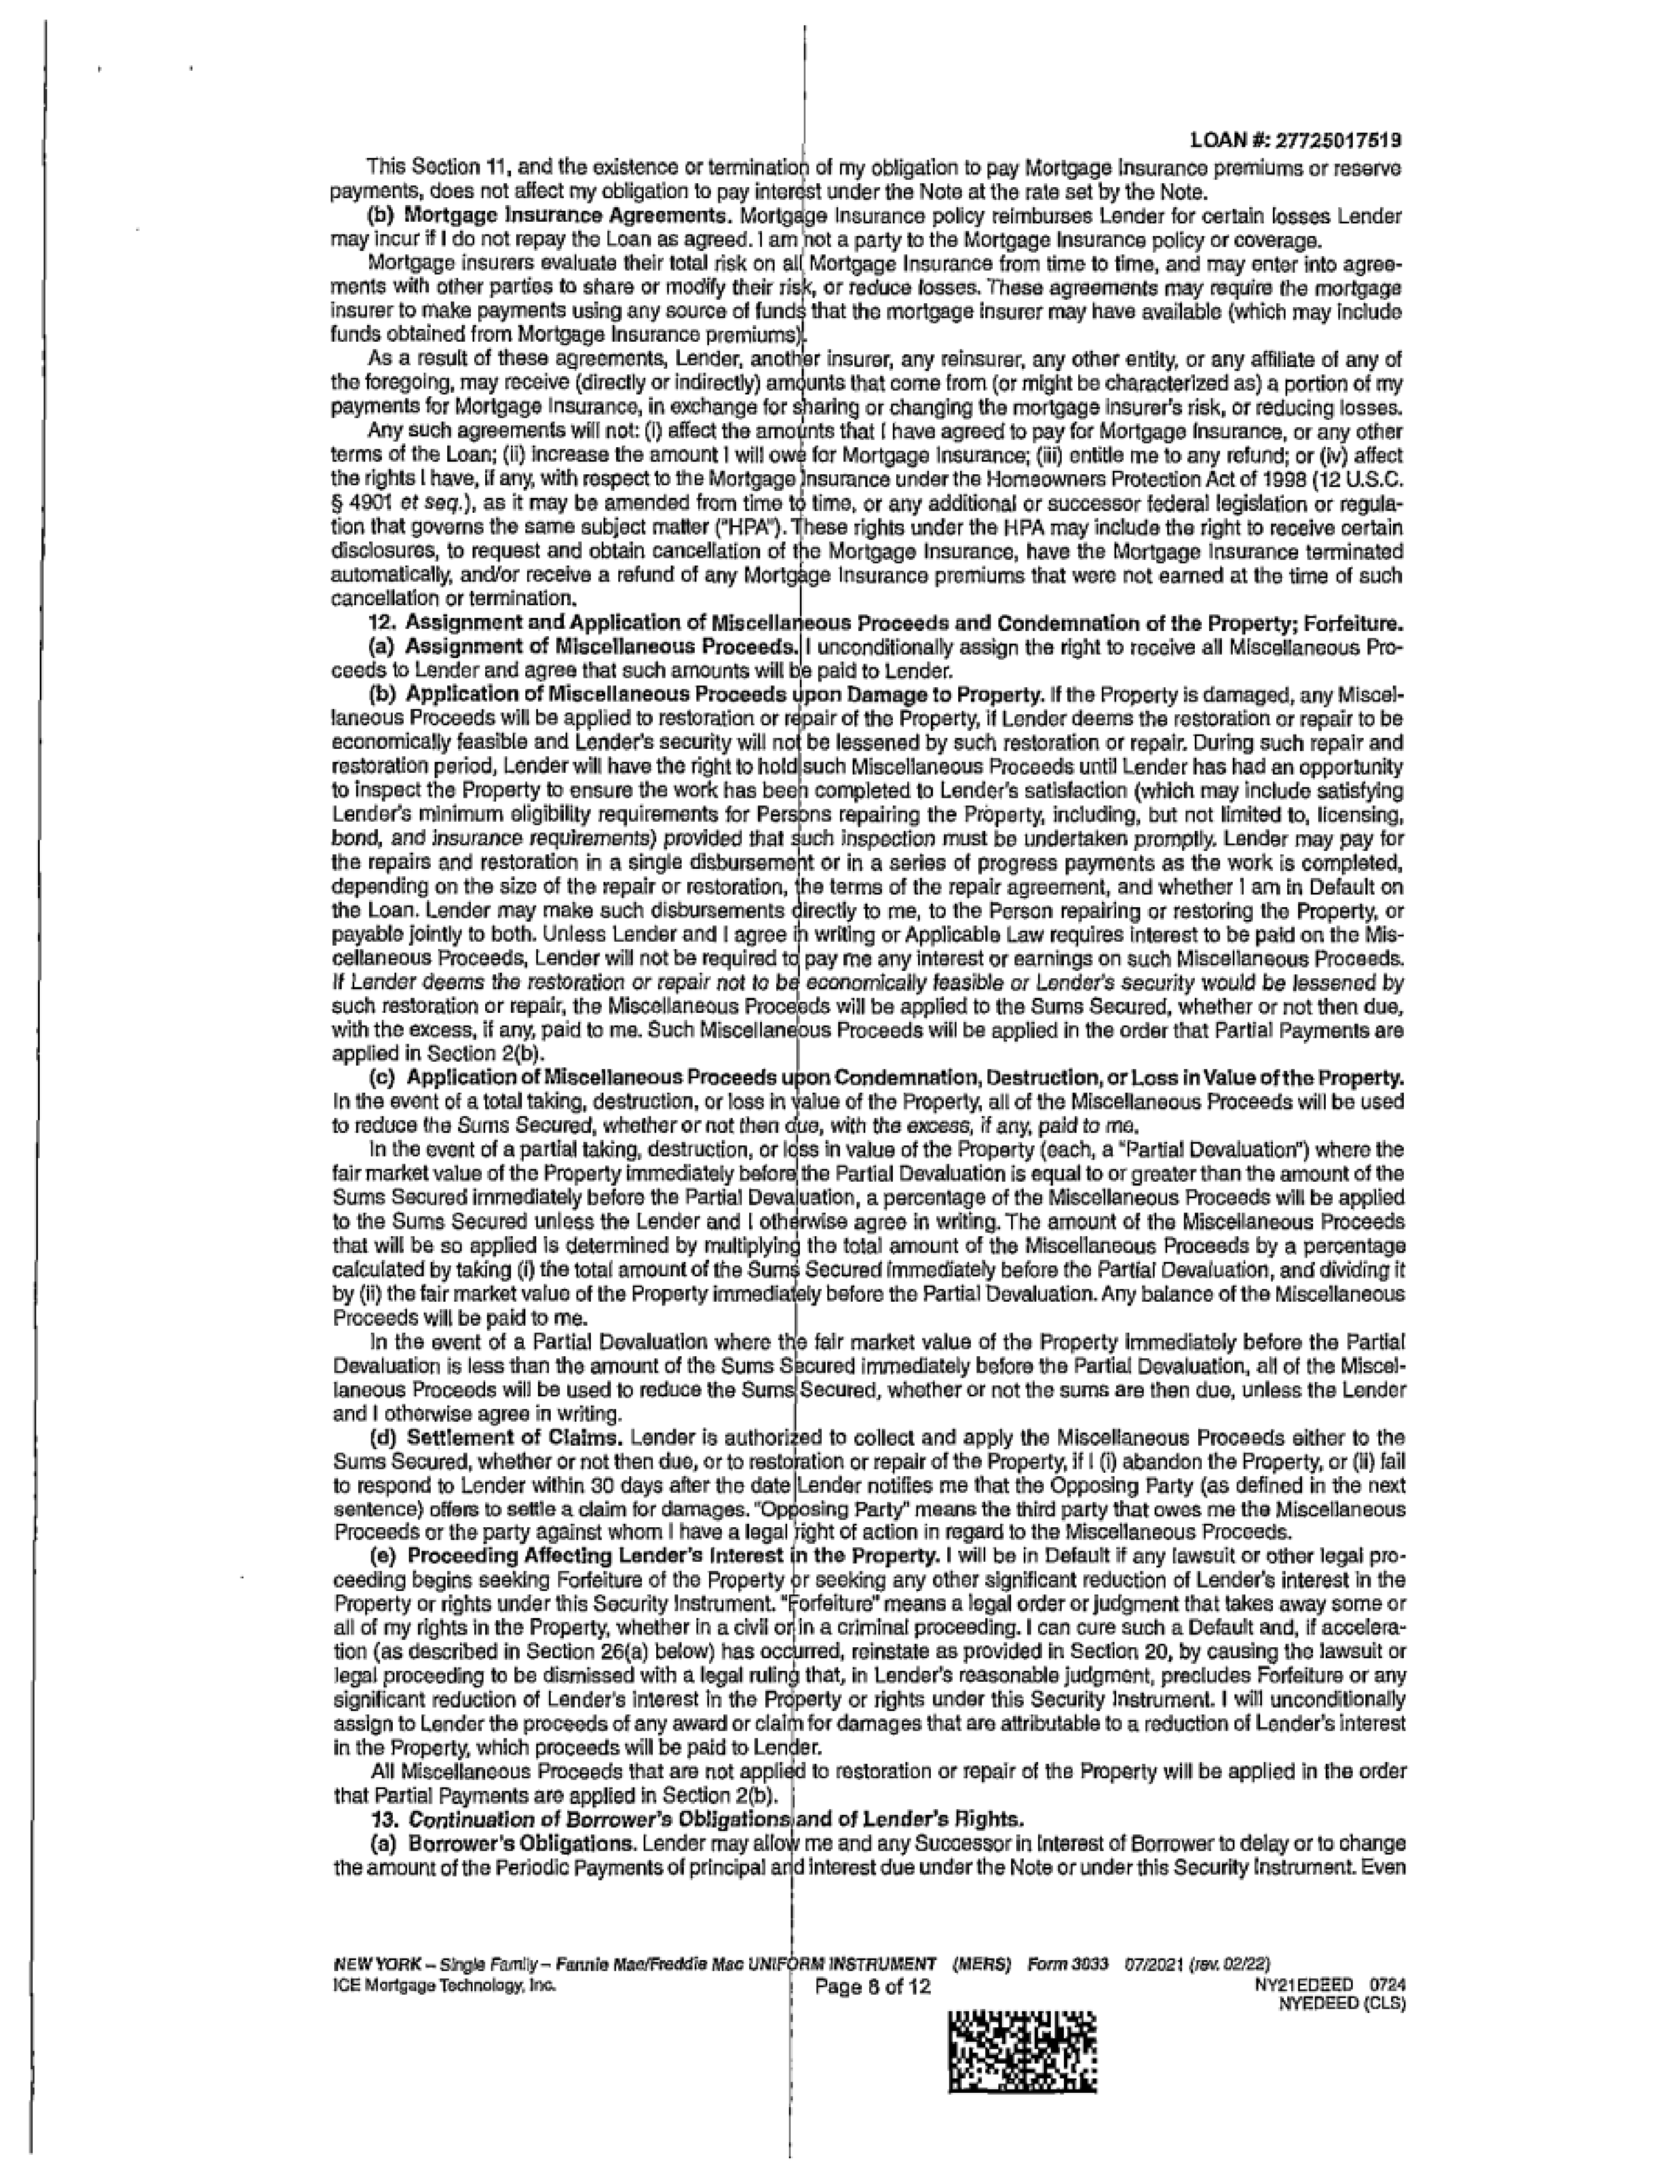 LOAN #: 27725017519
This Section 11, and the existence or termination of my obligation to pay Mortgage Insurance premiums or reserve
payments, does not affect my obligation to pay interest under the Note at the rate set by the Note.
(b) Mortgage Insurance Agreements. Mortgage Insurance policy reimburses Lender for certain losses Lender
may incur if I do not repay the Loan as agreed. I am not a party to the Mortgage Insurance policy or coverage.
Mortgage insurers evaluate their total risk on all Mortgage Insurance from time to time, and may enter into agree-
ments with other parties to share or modify their risk, or reduce losses. These agreements may require the mortgage
insurer to make payments using any source of funds that the mortgage insurer may have available (which may include
funds obtained from Mortgage Insurance premiums).
As a result of these agreements, Lender, another insurer, any reinsurer, any other entity, or any affiliate of any of
the foregoing, may receive (directly or indirectly) amounts that come from (or might be characterized as) a portion of my
payments for Mortgage Insurance, in exchange for sharing or changing the mortgage insurer's risk, or reducing losses.
Any such agreements will not: (i) affect the amounts that I have agreed to pay for Mortgage Insurance, or any other
terms of the Loan; (ii) increase the amount I will owe for Mortgage Insurance; (iii) entitle me to any refund; or (iv) affect
the rights I have, if any, with respect to the Mortgage Insurance under the Homeowners Protection Act of 1998 (12 U.S.C.
§ 4901 et seq.), as it may be amended from time to time, or any additional or successor federal legislation or regula-
tion that governs the same subject matter ("HPA"). These rights under the HPA may include the right to receive certain
disclosures, to request and obtain cancellation of the Mortgage Insurance, have the Mortgage Insurance terminated
automatically, and/or receive a refund of any Mortgage Insurance premiums that were not earned at the time of such
cancellation or termination.
12. Assignment and Application of Miscellaneous Proceeds and Condemnation of the Property; Forfeiture.
(a) Assignment of Miscellaneous Proceeds. I unconditionally assign the right to receive all Miscellaneous Pro-
ceeds to Lender and agree that such amounts will be paid to Lender.
(b) Application of Miscellaneous Proceeds upon Damage to Property. If the Property is damaged, any Miscel-
laneous Proceeds will be applied to restoration or repair of the Property, if Lender deems the restoration or repair to be
economically feasible and Lender's security will not be lessened by such restoration or repair. During such repair and
restoration period, Lender will have the right to hold such Miscellaneous Proceeds until Lender has had an opportunity
to inspect the Property to ensure the work has been completed to Lender's satisfaction (which may include satisfying
Lender's minimum eligibility requirements for Persons repairing the Property, including, but not limited to, licensing,
bond, and insurance requirements) provided that such inspection must be undertaken promptly. Lender may pay for
the repairs and restoration in a single disbursement or in a series of progress payments as the work is completed,
depending on the size of the repair or restoration, the terms of the repair agreement, and whether I am in Default on
the Loan. Lender may make such disbursements directly to me, to the Person repairing or restoring the Property, or
payable jointly to both. Unless Lender and I agree in writing or Applicable Law requires interest to be paid on the Mis-
cellaneous Proceeds, Lender will not be required to pay me any interest or earnings on such Miscellaneous Proceeds.
If Lender deems the restoration or repair not to be economically feasible or Lender's security would be lessened by
such restoration or repair, the Miscellaneous Proceeds will be applied to the Sums Secured, whether or not then due,
with the excess, if any, paid to me. Such Miscellaneous Proceeds will be applied in the order that Partial Payments are
applied in Section 2(b).
(c) Application of Miscellaneous Proceeds upon Condemnation, Destruction, or Loss in Value of the Property.
In the event of a total taking, destruction, or loss in value of the Property, all of the Miscellaneous Proceeds will be used
to reduce the Sums Secured, whether or not then due, with the excess, if any, paid to me.
In the event of a partial taking, destruction, or loss in value of the Property (each, a "Partial Devaluation") where the
fair market value of the Property immediately before the Partial Devaluation is equal to or greater than the amount of the
Sums Secured immediately before the Partial Devaluation, a percentage of the Miscellaneous Proceeds will be applied
to the Sums Secured unless the Lender and I otherwise agree in writing. The amount of the Miscellaneous Proceeds
that will be so applied is determined by multiplying the total amount of the Miscellaneous Proceeds by a percentage
calculated by taking (i) the total amount of the Sums Secured immediately before the Partial Devaluation, and dividing it
by (ii) the fair market value of the Property immediately before the Partial Devaluation. Any balance of the Miscellaneous
Proceeds will be paid to me.
In the event of a Partial Devaluation where the fair market value of the Property immediately before the Partial
Devaluation is less than the amount of the Sums Secured immediately before the Partial Devaluation, all of the Miscel-
laneous Proceeds will be used to reduce the Sums Secured, whether or not the sums are then due, unless the Lender
and I otherwise agree in writing.
(d) Settlement of Claims. Lender is authorized to collect and apply the Miscellaneous Proceeds either to the
Sums Secured, whether or not then due, or to restoration or repair of the Property, if I (i) abandon the Property, or (ii) fail
to respond to Lender within 30 days after the date Lender notifies me that the Opposing Party (as defined in the next
sentence) offers to settle a claim for damages. "Opposing Party" means the third party that owes me the Miscellaneous
Proceeds or the party against whom I have a legal right of action in regard to the Miscellaneous Proceeds.
(e) Proceeding Affecting Lender's Interest in the Property. I will be in Default if any lawsuit or other legal pro-
ceeding begins seeking Forfeiture of the Property or seeking any other significant reduction of Lender's interest in the
Property or rights under this Security Instrument. "Forfeiture" means a legal order or judgment that takes away some or
all of my rights in the Property, whether in a civil or in a criminal proceeding. I can cure such a Default and, if accelera-
tion (as described in Section 26(a) below) has occurred, reinstate as provided in Section 20, by causing the lawsuit or
legal proceeding to be dismissed with a legal ruling that, in Lender's reasonable judgment, precludes Forfeiture or any
significant reduction of Lender's interest in the Property or rights under this Security Instrument. I will unconditionally
assign to Lender the proceeds of any award or claim for damages that are attributable to a reduction of Lender's interest
in the Property, which proceeds will be paid to Lender.
All Miscellaneous Proceeds that are not applied to restoration or repair of the Property will be applied in the order
that Partial Payments are applied in Section 2(b).
13. Continuation of Borrower's Obligations and of Lender's Rights.
(a) Borrower's Obligations. Lender may allow me and any Successor in Interest of Borrower to delay or to change
the amount of the Periodic Payments of principal and interest due under the Note or under this Security Instrument. Even
NEW YORK – Single Family – Fannie Mae/Freddie Mac UNIFORM INSTRUMENT (MERS) Form 3033 07/2021 (rev. 02/22)
ICE Mortgage Technology, Inc. Page 8 of 12 NY21EDEED 0724
NYEDEED (CLS)